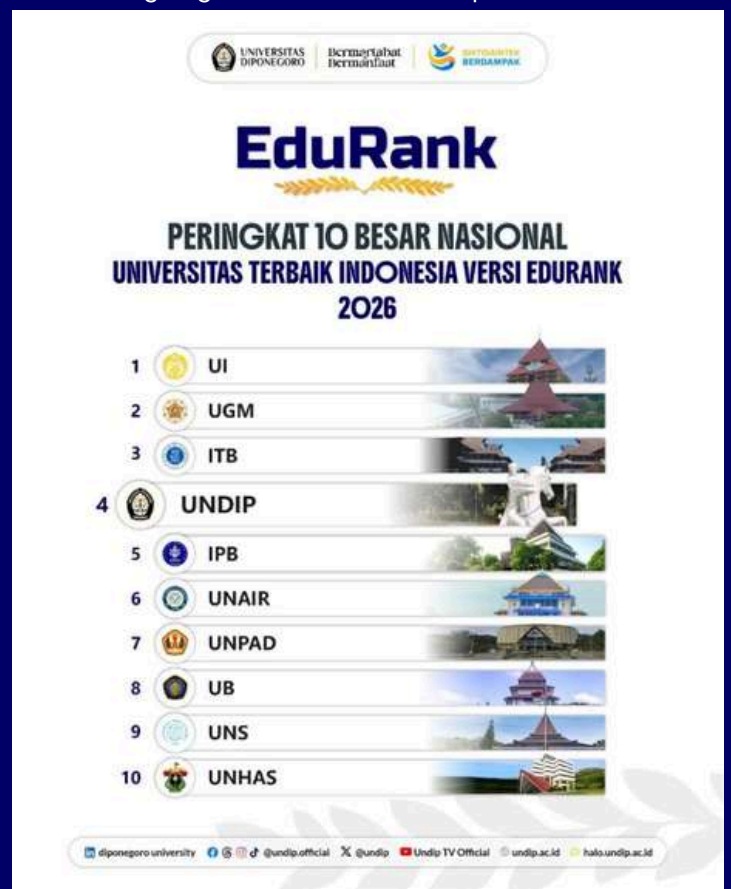 UNIVERSITAS
DIPONEGORO
Bermartabat
Bermanfaat
DIKTISAINTEK
BERDAMPAK
EduRank
PERINGKAT 10 BESAR NASIONAL
UNIVERSITAS TERBAIK INDONESIA VERSI EDURANK
2026
1 UI
2 UGM
3 ITB
4 UNDIP
5 IPB
6 UNAIR
7 UNPAD
8 UB
9 UNS
10 UNHAS
diponegoro university @undip.official @undip Undip TV Official undip.ac.id halo.undip.ac.id